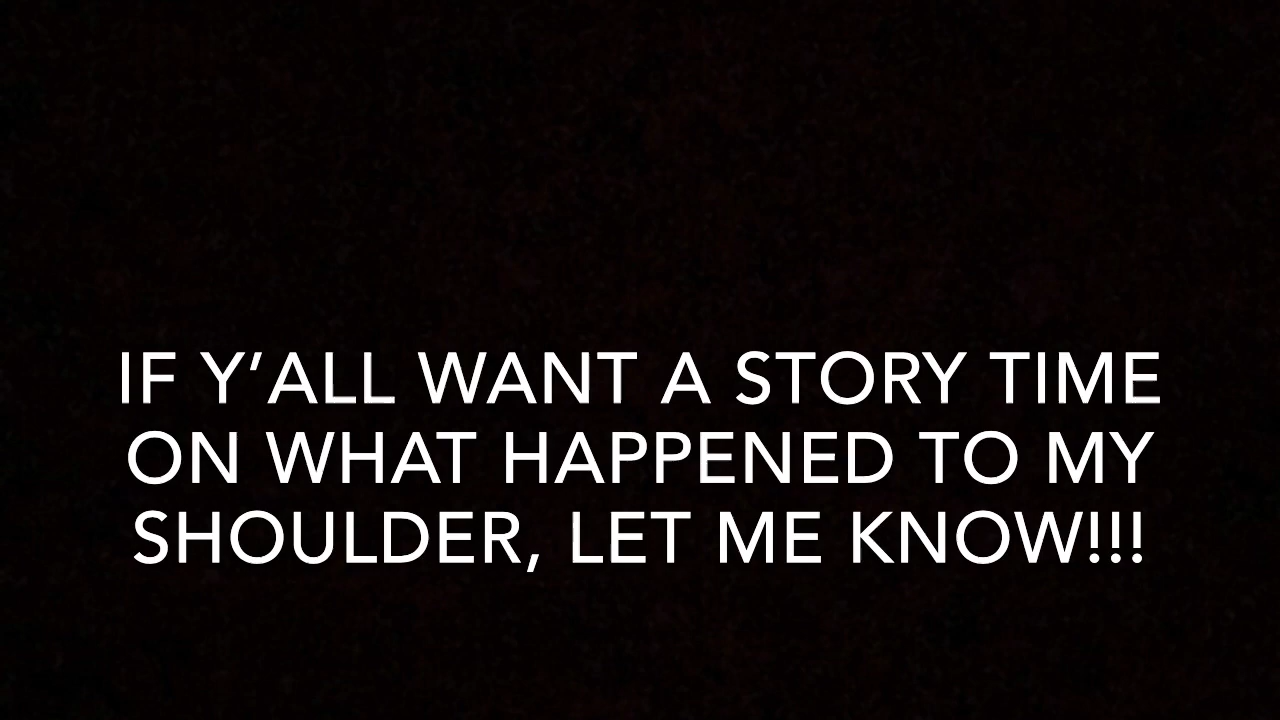 IF Y’ALL WANT A STORY TIME
ON WHAT HAPPENED TO MY
SHOULDER, LET ME KNOW!!!